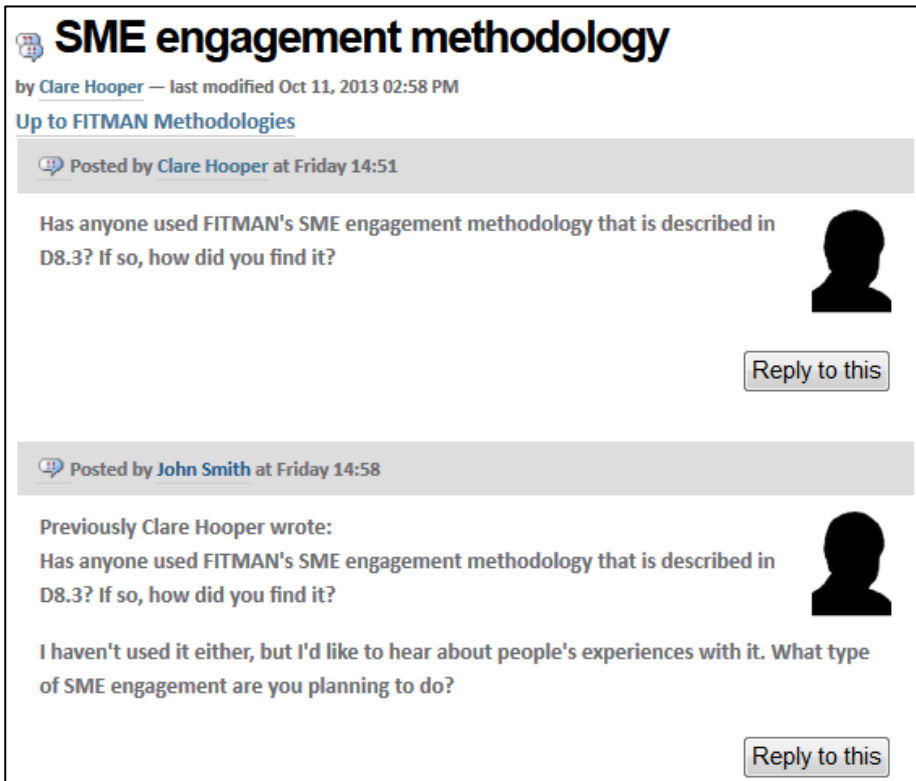 SME engagement methodology
by Clare Hooper — last modified Oct 11, 2013 02:58 PM
Up to FITMAN Methodologies
Posted by Clare Hooper at Friday 14:51
Has anyone used FITMAN's SME engagement methodology that is described in
D8.3? If so, how did you find it?
Reply to this
Posted by John Smith at Friday 14:58
Previously Clare Hooper wrote:
Has anyone used FITMAN's SME engagement methodology that is described in
D8.3? If so, how did you find it?
I haven't used it either, but I'd like to hear about people's experiences with it. What type
of SME engagement are you planning to do?
Reply to this